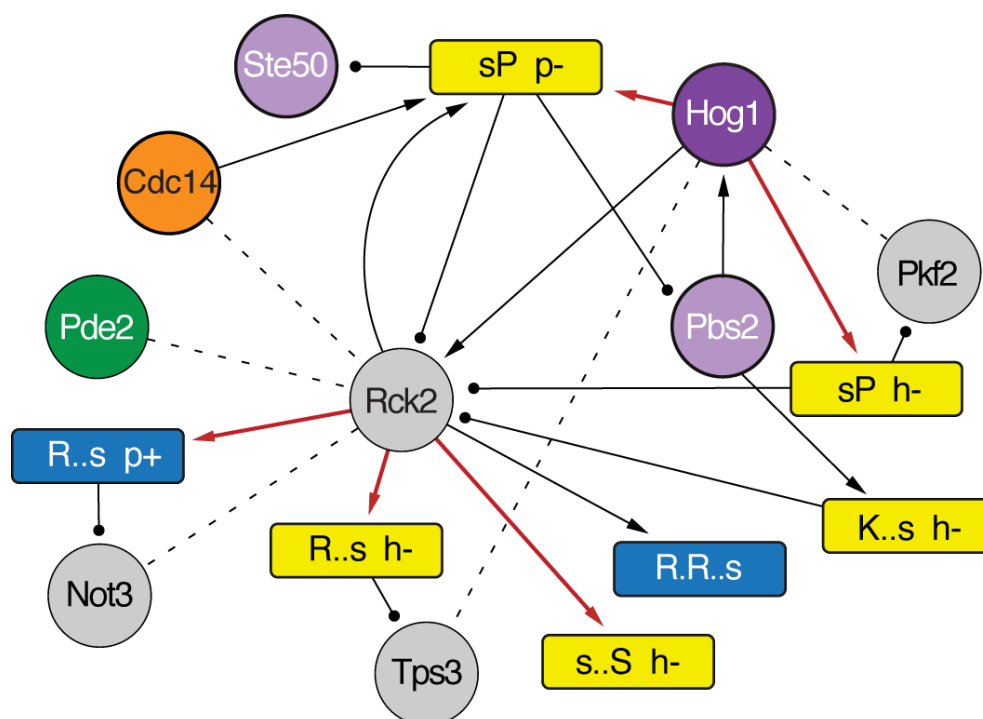 Ste50
sP p-
Hog1
Cdc14
Pkf2
Pde2
Pbs2
sP h-
Rck2
R..s p+
K..s h-
R..s h-
R.R..s
Not3
s..S h-
Tps3